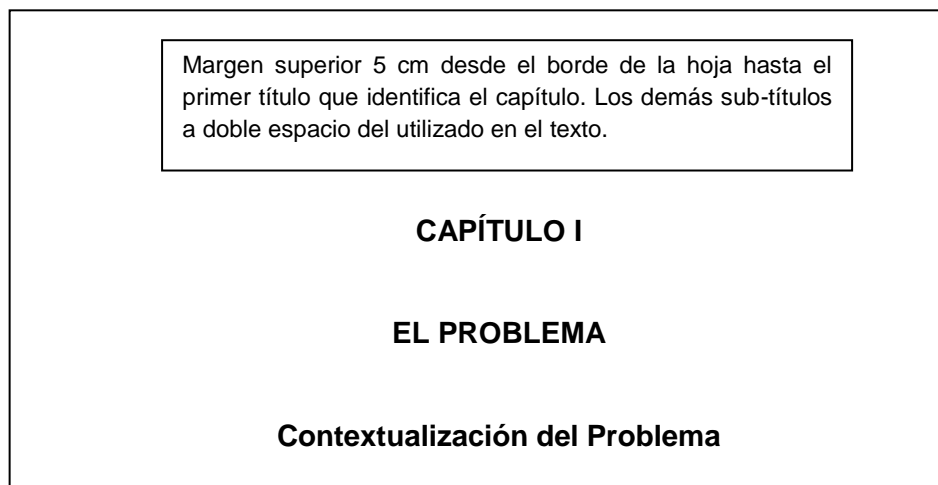 Margen superior 5 cm desde el borde de la hoja hasta el
primer título que identifica el capítulo. Los demás sub-títulos
a doble espacio del utilizado en el texto.
CAPÍTULO I
EL PROBLEMA
Contextualización del Problema